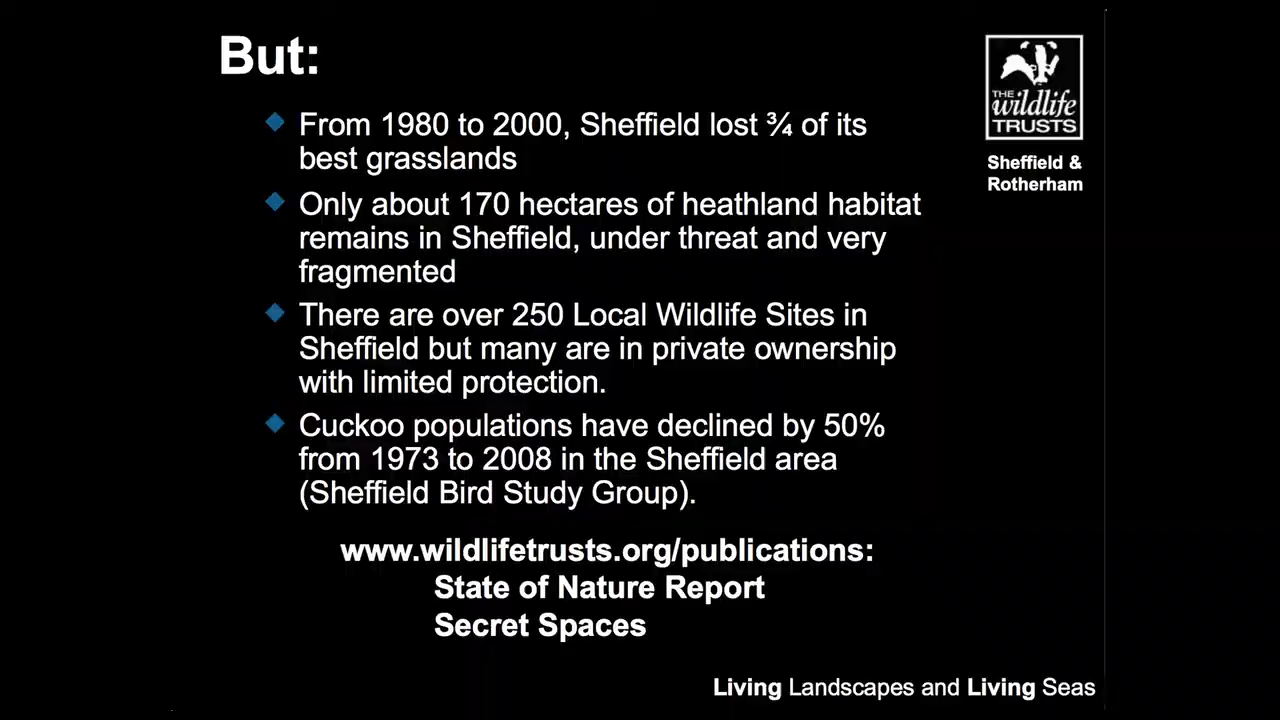 But:
From 1980 to 2000, Sheffield lost ¾ of its
best grasslands
Only about 170 hectares of heathland habitat
remains in Sheffield, under threat and very
fragmented
There are over 250 Local Wildlife Sites in
Sheffield but many are in private ownership
with limited protection.
Cuckoo populations have declined by 50%
from 1973 to 2008 in the Sheffield area
(Sheffield Bird Study Group).
www.wildlifetrusts.org/publications:
State of Nature Report
Secret Spaces
THE
wildlife
TRUSTS
Sheffield &
Rotherham
Living Landscapes and Living Seas